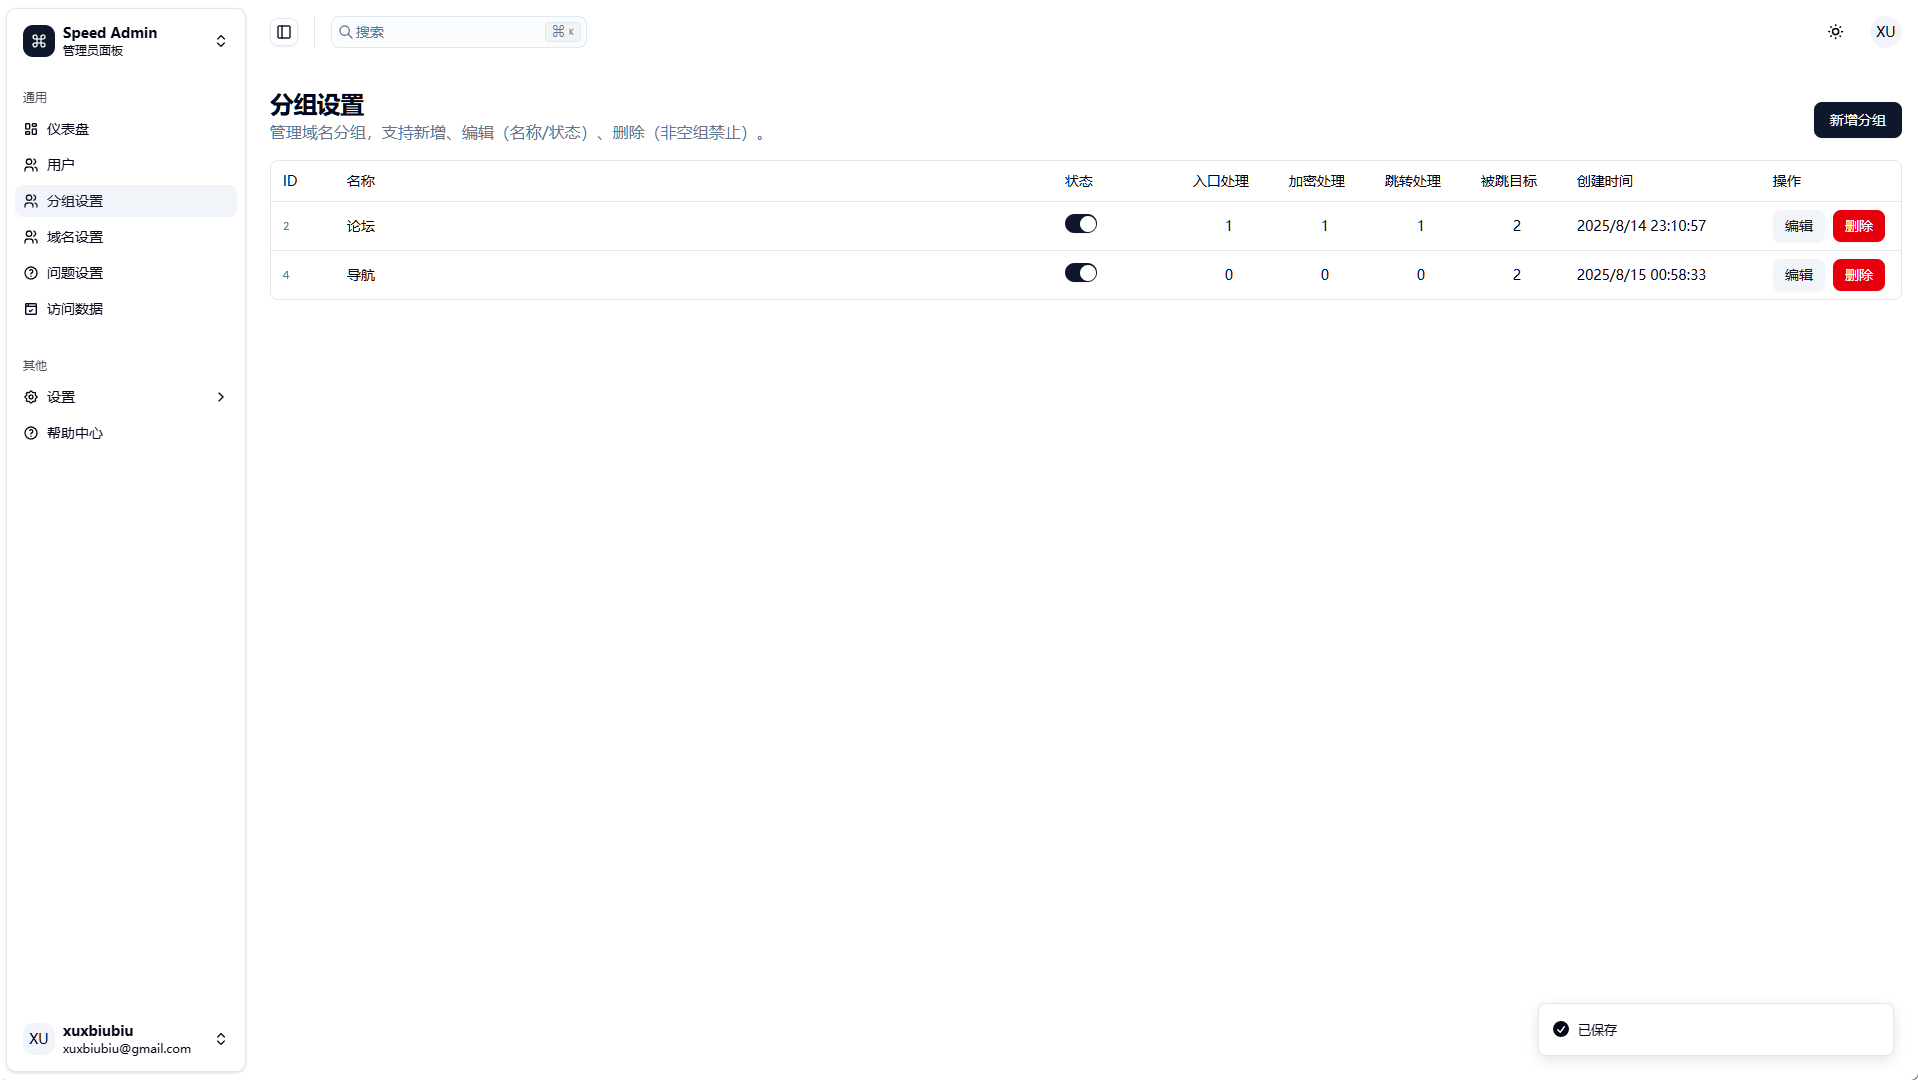 Speed Admin
管理员面板
通用
仪表盘
用户
分组设置
域名设置
问题设置
访问数据
其他
设置
帮助中心
XU
xuxbiubiu
xuxbiubiu@gmail.com
搜索 ⌘ K
XU
分组设置
管理域名分组，支持新增、编辑（名称/状态）、删除（非空组禁止）。
新增分组
ID 名称 状态 入口处理 加密处理 跳转处理 被跳目标 创建时间 操作
2 论坛 1 1 1 2 2025/8/14 23:10:57 编辑 删除
4 导航 0 0 0 2 2025/8/15 00:58:33 编辑 删除
已保存